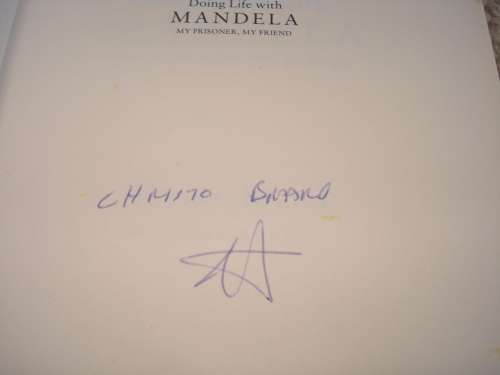 Doing Life with
MANDELA
MY PRISONER, MY FRIEND
CHRISTO BRAND